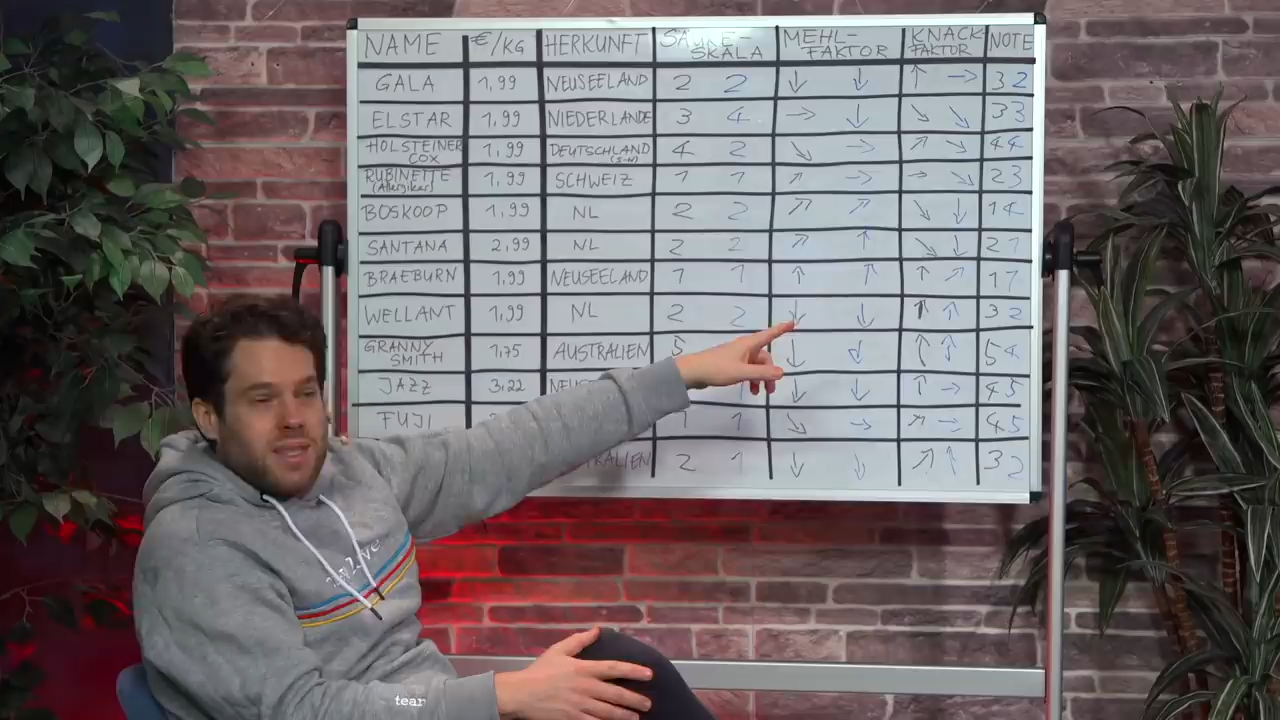 NAME €/KG HERKUNFT SÄURE-SKALA MEHL-FAKTOR KNACK-FAKTOR NOTE
GALA 1,99 NEUSEELAND 2 2 ↓ ↓ ↑ → 3 2
ELSTAR 1,99 NIEDERLANDE 3 4 → ↓ ↘ ↘ 3 3
HOLSTEINER COX 1,99 DEUTSCHLAND (S-H) 4 2 ↘ → ↗ ↘ 4 4
RUBINETTE (Allergiker) 1,99 SCHWEIZ 1 1 ↗ → → ↘ 2 3
BOSKOOP 1,99 NL 2 2 ↗ ↗ ↘ ↓ 1 4
SANTANA 2,99 NL 2 2 ↗ ↑ ↘ ↓ 2 1
BRAEBURN 1,99 NEUSEELAND 1 1 ↑ ↑ ↑ ↗ 1 1
WELLANT 1,99 NL 2 2 ↓ ↓ ↑ ↑ 3 2
GRANNY SMITH 1,75 AUSTRALIEN 5 ↓ ↓ ↑ ↑ 5 4
JAZZ 3,22 ↓ ↓ ↑ → 4 5
FUJI 1 1 ↘ → ↗ → 4 5
2 1 ↓ ↓ ↗ ↑ 3 2
tear